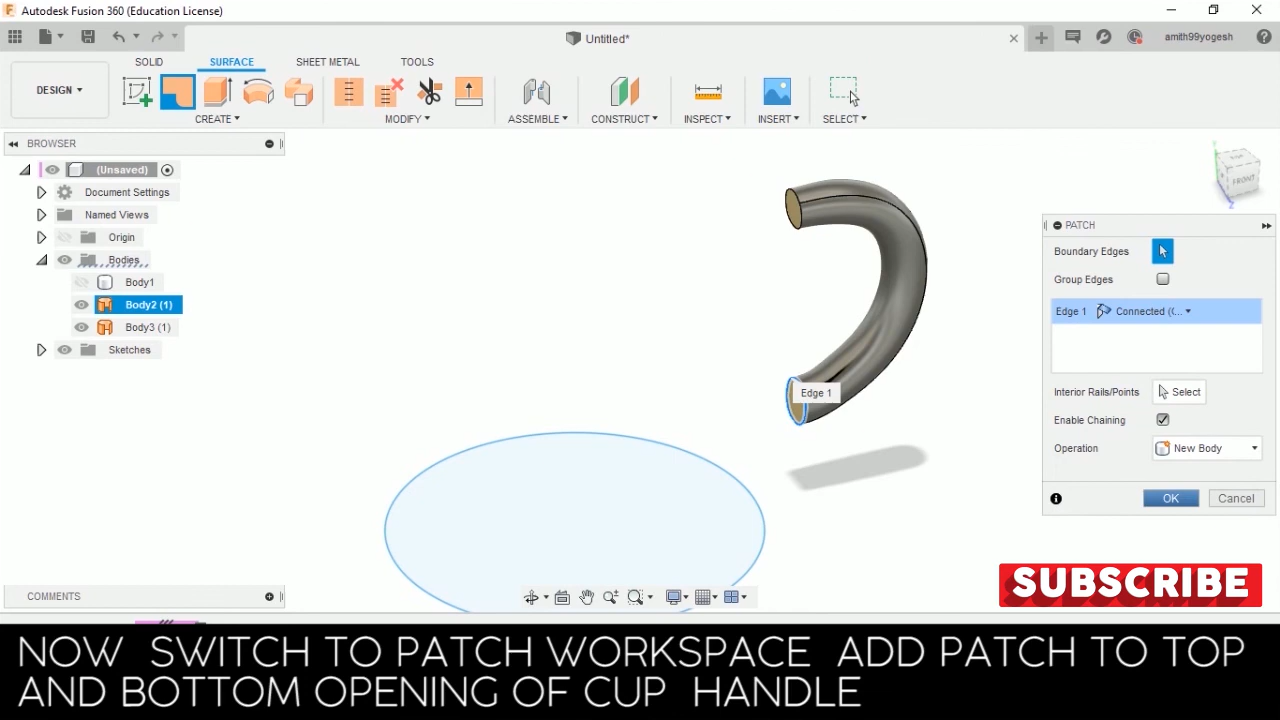 Autodesk Fusion 360 (Education License)
Untitled*
amith99yogesh
SOLID SURFACE SHEET METAL TOOLS
DESIGN
CREATE MODIFY ASSEMBLE CONSTRUCT INSPECT INSERT SELECT
BROWSER
(Unsaved)
Document Settings
Named Views
Origin
Bodies
Body1
Body2 (1)
Body3 (1)
Sketches
TOP
FRONT
Z
PATCH
Boundary Edges
Group Edges
Edge 1 Connected ((...
Interior Rails/Points Select
Enable Chaining
Operation New Body
OK Cancel
Edge 1
COMMENTS
SUBSCRIBE
NOW SWITCH TO PATCH WORKSPACE ADD PATCH TO TOP
AND BOTTOM OPENING OF CUP HANDLE